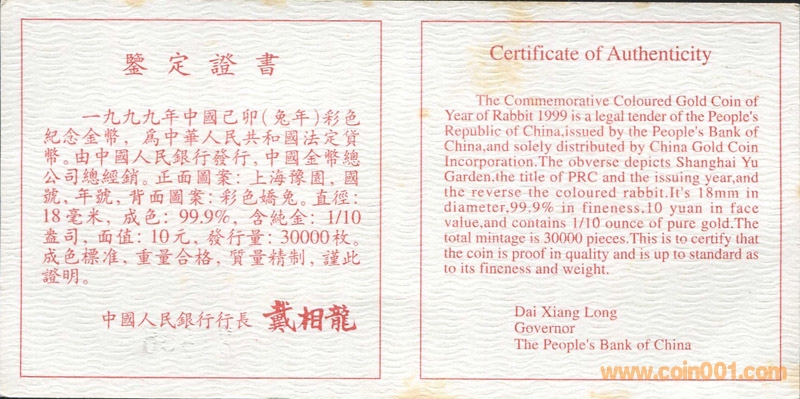 鑒定證書
一九九九年中國己卯(兔年)彩色
紀念金幣,為中華人民共和國法定貨
幣。由中國人民銀行發行,中國金幣總
公司總經銷。正面圖案:上海豫園,國
號,年號,背面圖案:彩色嬌兔。直徑:
18毫米,成色:99.9%,含純金:1/10
盎司,面值:10元,發行量:30000枚。
成色標准,重量合格,質量精制,謹此
證明。
中國人民銀行行長 戴相龍
Certificate of Authenticity
The Commemorative Coloured Gold Coin of
Year of Rabbit 1999 is a legal tender of the People's
Republic of China,issued by the People's Bank of
China,and solely distributed by China Gold Coin
Incorporation.The obverse depicts Shanghai Yu
Garden,the title of PRC and the issuing year,and
the reverse the coloured rabbit.It's 18mm in
diameter,99.9% in fineness,10 yuan in face
value,and contains 1/10 ounce of pure gold.The
total mintage is 30000 pieces.This is to certify that
the coin is proof in quality and is up to standard as
to its fineness and weight.
Dai Xiang Long
Governor
The People's Bank of China
www.coin001.com